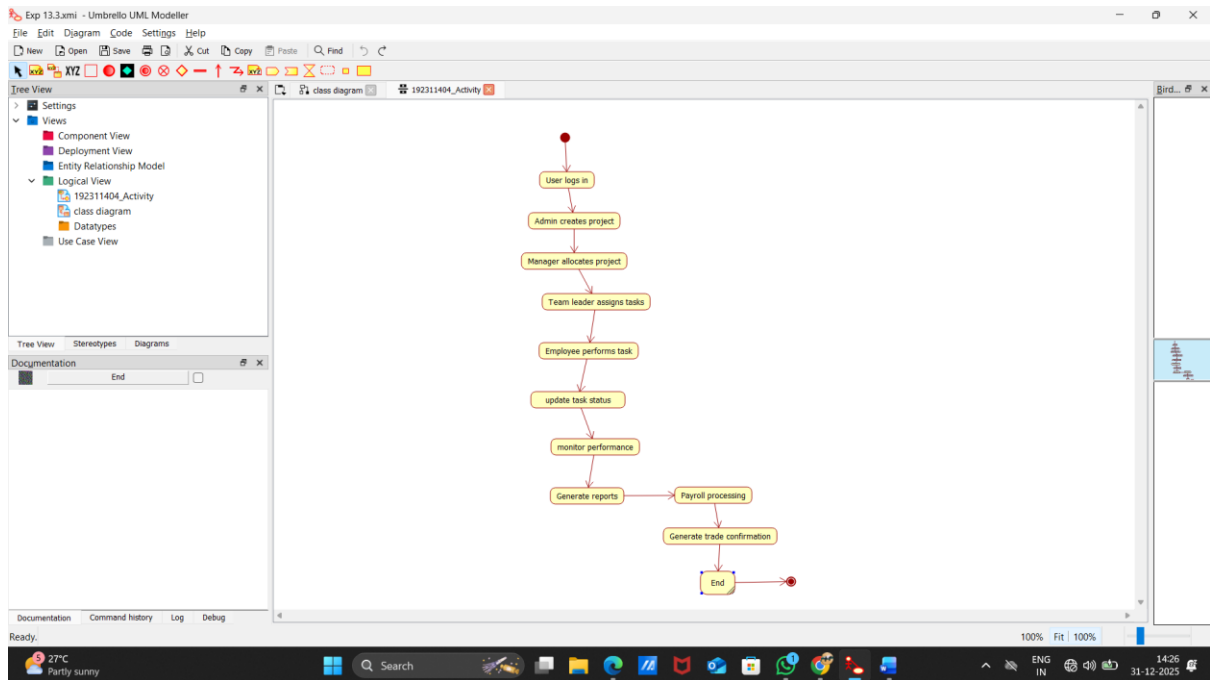 Exp 13.3.xmi - Umbrello UML Modeller
File Edit Diagram Code Settings Help
New Open Save Cut Copy Paste Find
XYZ
Tree View
class diagram 192311404_Activity
Bird...
Settings
Views
Component View
Deployment View
Entity Relationship Model
Logical View
192311404_Activity
class diagram
Datatypes
Use Case View
Tree View Stereotypes Diagrams
Documentation
End
User logs in
Admin creates project
Manager allocates project
Team leader assigns tasks
Employee performs task
update task status
monitor performance
Generate reports
Payroll processing
Generate trade confirmation
End
Documentation Command history Log Debug
Ready.
100% Fit 100%
5
27°C
Partly sunny
Search
1
ENG
IN
14:26
31-12-2025